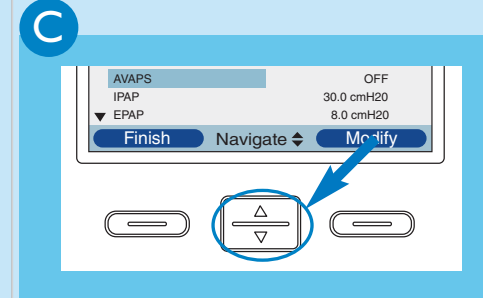 C
AVAPS OFF
IPAP 30.0 cmH20
EPAP 8.0 cmH20
Finish Navigate Modify